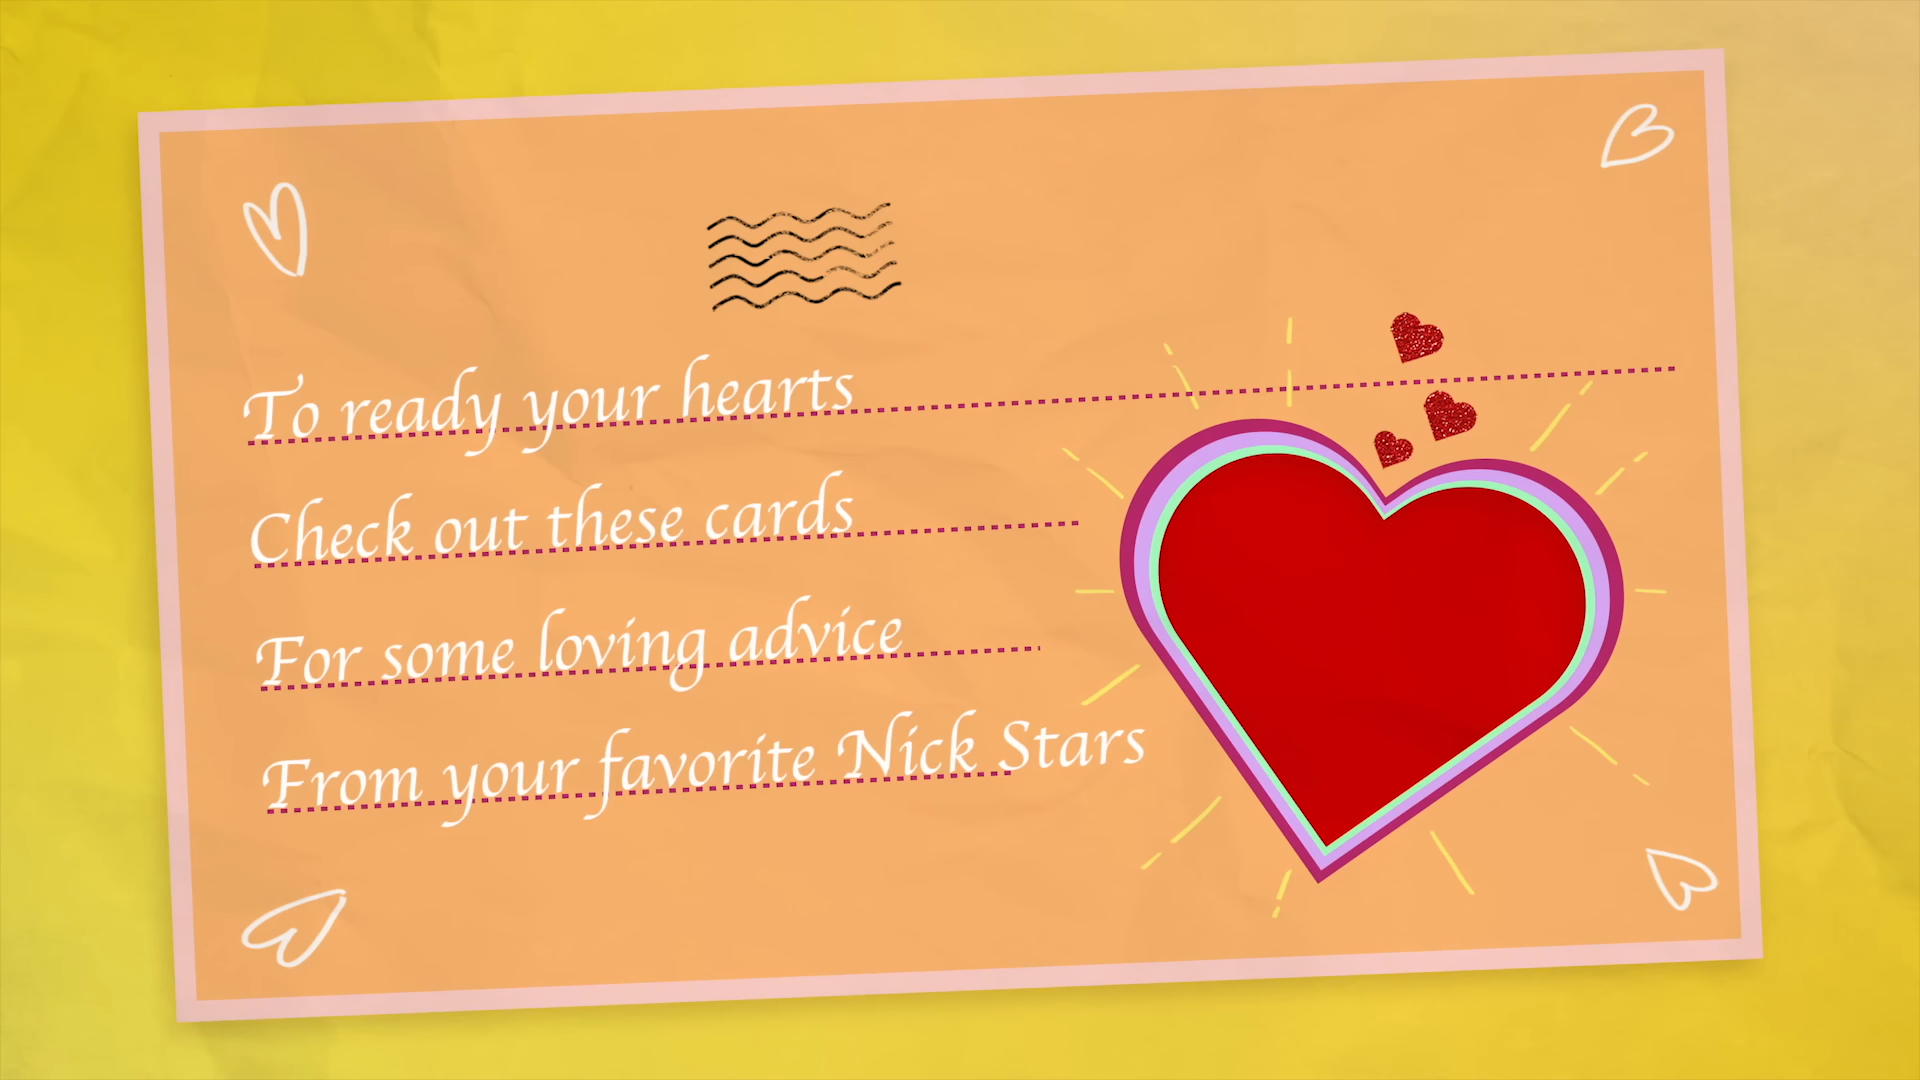 To ready your hearts
Check out these cards
For some loving advice
From your favorite Nick Stars